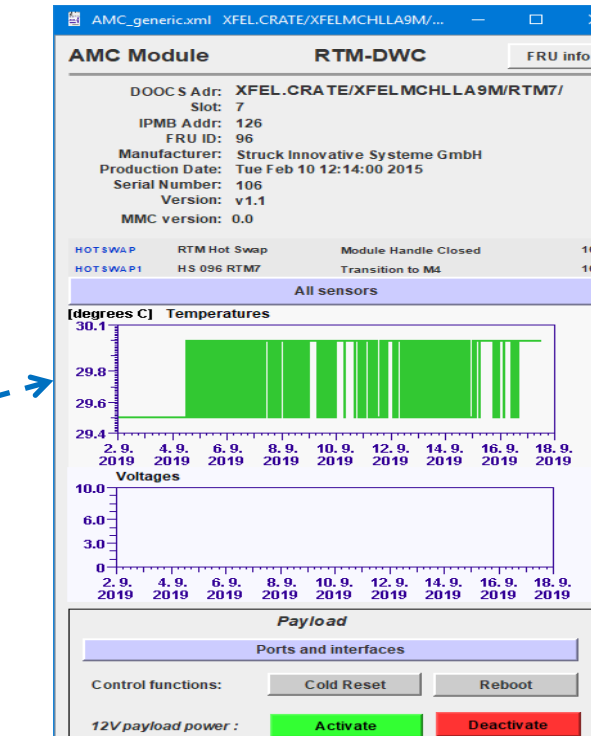 AMC_generic.xml XFEL.CRATE/XFELMCHLLA9M/...
AMC Module RTM-DWC FRU info
DOOCS Adr: XFEL.CRATE/XFELMCHLLA9M/RTM7/
Slot: 7
IPMB Addr: 126
FRU ID: 96
Manufacturer: Struck Innovative Systeme GmbH
Production Date: Tue Feb 10 12:14:00 2015
Serial Number: 106
Version: v1.1
MMC version: 0.0
HOTSWAP RTM Hot Swap Module Handle Closed
HOTSWAP1 HS 096 RTM7 Transition to M4
All sensors
[degrees C] Temperatures
30.1
29.8
29.6
29.4
2. 9. 4. 9. 6. 9. 8. 9. 10. 9. 12. 9. 14. 9. 16. 9. 18. 9.
2019 2019 2019 2019 2019 2019 2019 2019 2019
Voltages
10.0
6.0
3.0
0
2. 9. 4. 9. 6. 9. 8. 9. 10. 9. 12. 9. 14. 9. 16. 9. 18. 9.
2019 2019 2019 2019 2019 2019 2019 2019 2019
Payload
Ports and interfaces
Control functions: Cold Reset Reboot
12V payload power : Activate Deactivate